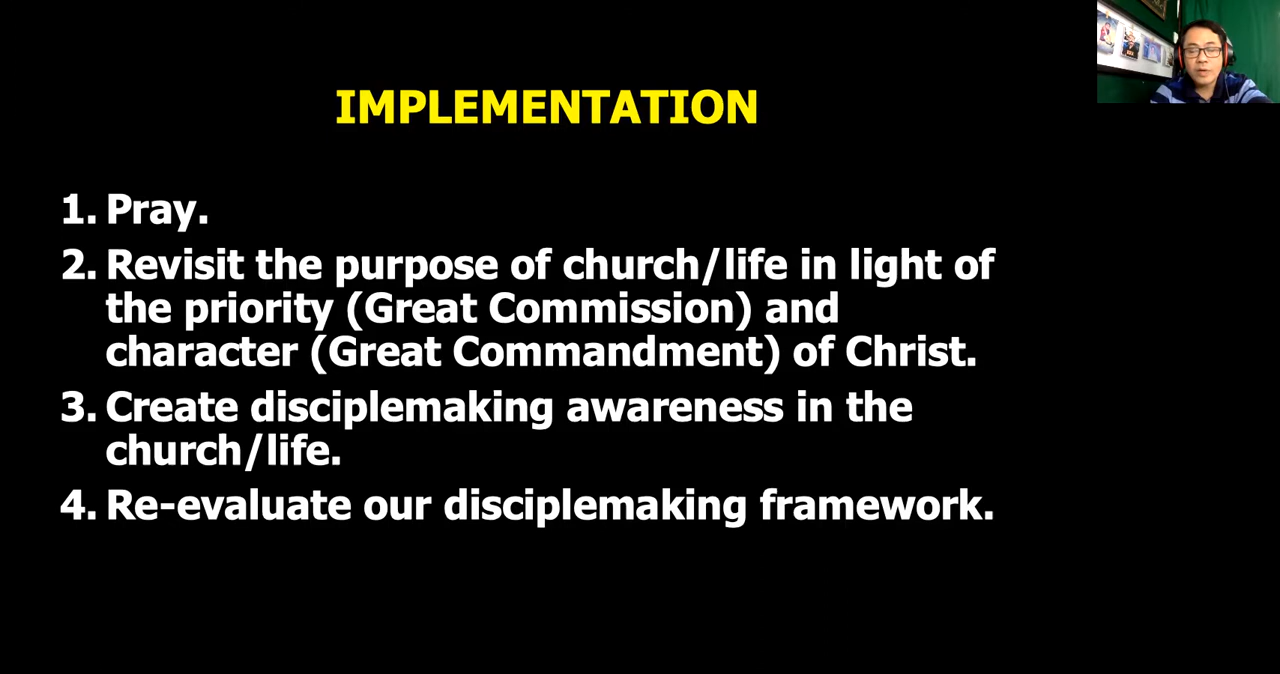 IMPLEMENTATION
1. Pray.
2. Revisit the purpose of church/life in light of
the priority (Great Commission) and
character (Great Commandment) of Christ.
3. Create disciplemaking awareness in the
church/life.
4. Re-evaluate our disciplemaking framework.